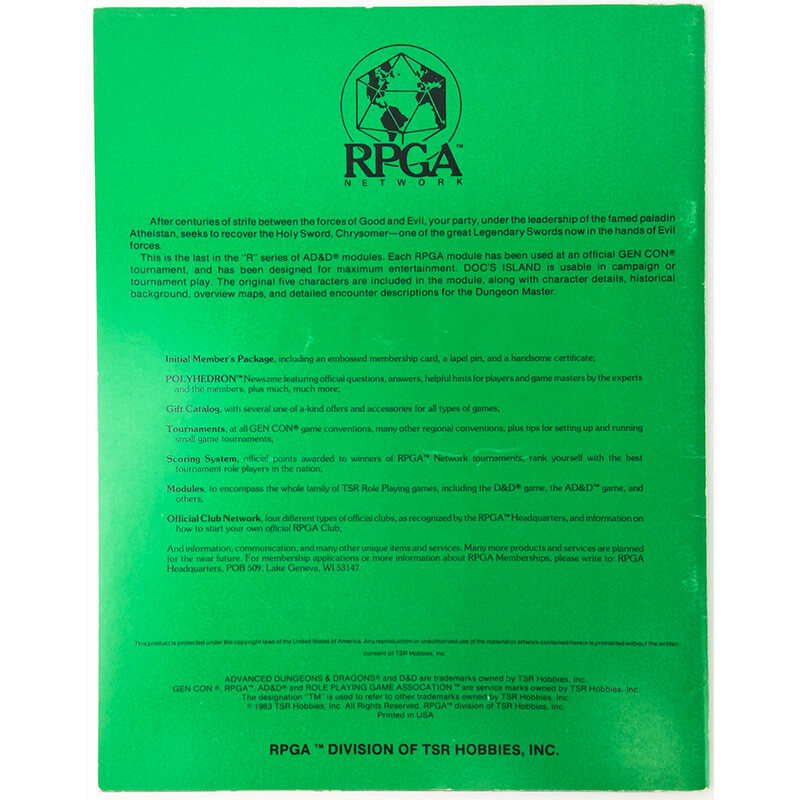 RPGA™
NETWORK
After centuries of strife between the forces of Good and Evil, your party, under the leadership of the famed paladin
Athelstan, seeks to recover the Holy Sword, Chrysomer—one of the great Legendary Swords now in the hands of Evil
forces.
This is the last in the "R" series of AD&D® modules. Each RPGA module has been used at an official GEN CON®
tournament, and has been designed for maximum entertainment. DOC'S ISLAND is usable in campaign or
tournament play. The original five characters are included in the module, along with character details, historical
background, overview maps, and detailed encounter descriptions for the Dungeon Master.
Initial Member's Package, including an embossed membership card, a lapel pin, and a handsome certificate;
POLYHEDRON™ Newszine featuring official questions, answers, helpful hints for players and game masters by the experts
and the members, plus much, much more;
Gift Catalog, with several one-of-a-kind offers and accessories for all types of games;
Tournaments, at all GEN CON® game conventions, many other regional conventions, plus tips for setting up and running
small game tournaments;
Scoring System, official points awarded to winners of RPGA™ Network tournaments, rank yourself with the best
tournament role players in the nation;
Modules, to encompass the whole family of TSR Role Playing games, including the D&D® game, the AD&D™ game, and
others;
Official Club Network, four different types of official clubs, as recognized by the RPGA™ Headquarters, and information on
how to start your own official RPGA Club;
And information, communication, and many other unique items and services. Many more products and services are planned
for the near future. For membership applications or more information about RPGA Memberships, please write to: RPGA
Headquarters, POB 509, Lake Geneva, WI 53147.
This product is protected under the copyright laws of the United States of America. Any reproduction or unauthorized use of the material or artwork contained herein is prohibited without the written
consent of TSR Hobbies, Inc.
ADVANCED DUNGEONS & DRAGONS® and D&D are trademarks owned by TSR Hobbies, Inc.
GEN CON ®, RPGA™, AD&D® and ROLE PLAYING GAME ASSOCATION ™ are service marks owned by TSR Hobbies, Inc.
The designation "TM" is used to refer to other trademarks owned by TSR Hobbies, Inc.
© 1983 TSR Hobbies, Inc. All Rights Reserved. RPGA™ division of TSR Hobbies, Inc.
Printed in USA
RPGA ™ DIVISION OF TSR HOBBIES, INC.